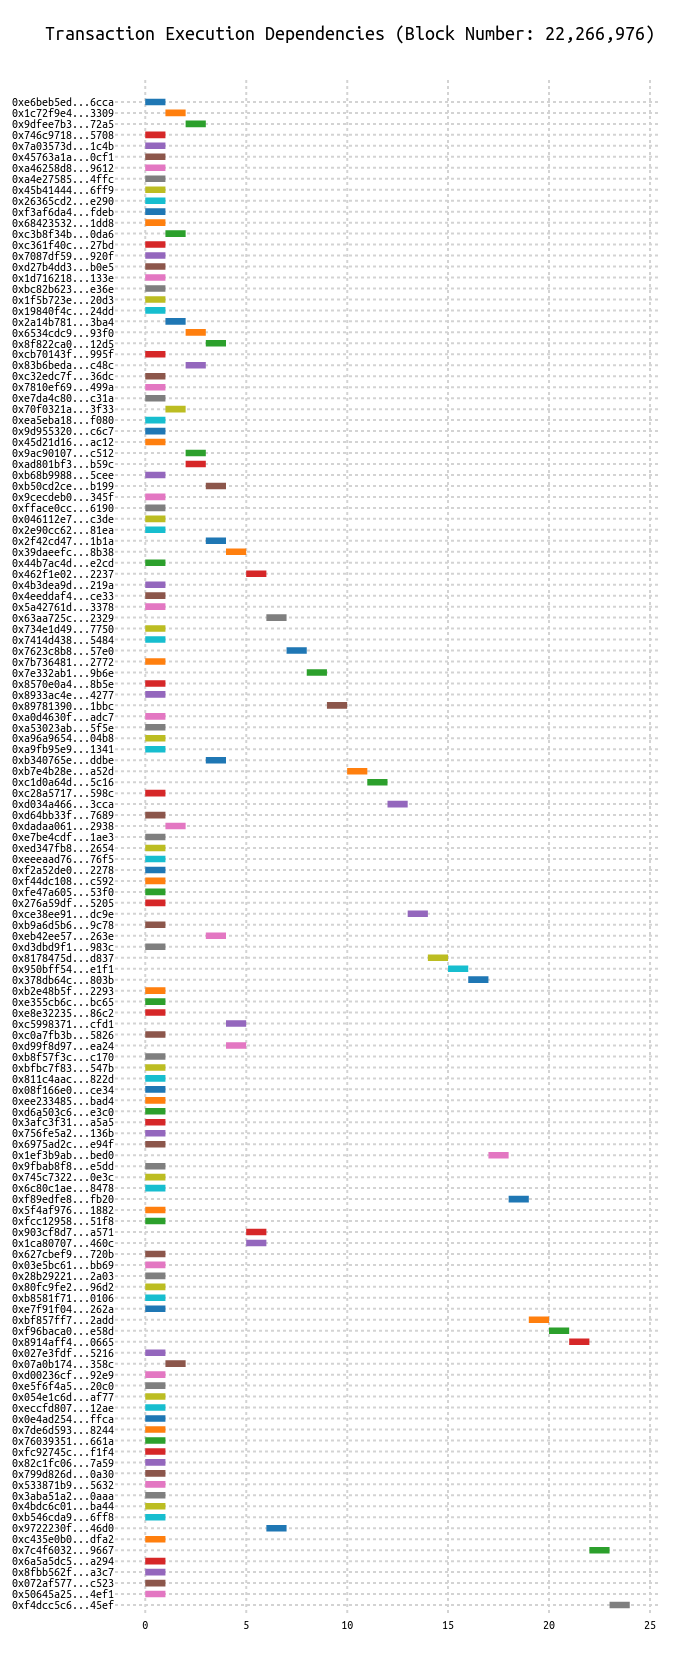 Transaction Execution Dependencies (Block Number: 22,266,976)
0xe6beb5ed...6cca
0x1c72f9e4...3309
0x9dfee7b3...72a5
0x746c9718...5708
0x7a03573d...1c4b
0x45763a1a...0cf1
0xa46258d8...9612
0xa4e27585...4ffc
0x45b41444...6ff9
0x26365cd2...e290
0xf3af6da4...fdeb
0x68423532...1dd8
0xc3b8f34b...0da6
0xc361f40c...27bd
0x7087df59...920f
0xd27b4dd3...b0e5
0x1d716218...133e
0xbc82b623...e36e
0x1f5b723e...20d3
0x19840f4c...24dd
0x2a14b781...3ba4
0x6534cdc9...93f0
0x8f822ca0...12d5
0xcb70143f...995f
0x83b6beda...c48c
0xc32edc7f...36dc
0x7810ef69...499a
0xe7da4c80...c31a
0x70f0321a...3f33
0xea5eba18...f080
0x9d955320...c6c7
0x45d21d16...ac12
0x9ac90107...c512
0xad801bf3...b59c
0xb68b9988...5cee
0xb50cd2ce...b199
0x9cecdeb0...345f
0xfface0cc...6190
0x046112e7...c3de
0x2e90cc62...81ea
0x2f42cd47...1b1a
0x39daeefc...8b38
0x44b7ac4d...e2cd
0x462f1e02...2237
0x4b3dea9d...219a
0x4eeddaf4...ce33
0x5a42761d...3378
0x63aa725c...2329
0x734e1d49...7750
0x7414d438...5484
0x7623c8b8...57e0
0x7b736481...2772
0x7e332ab1...9b6e
0x8570e0a4...8b5e
0x8933ac4e...4277
0x89781390...1bbc
0xa0d4630f...adc7
0xa53023ab...5f5e
0xa96a9654...04b8
0xa9fb95e9...1341
0xb340765e...ddbe
0xb7e4b28e...a52d
0xc1d0a64d...5c16
0xc28a5717...598c
0xd034a466...3cca
0xd64bb33f...7689
0xdadaa061...2938
0xe7be4cdf...1ae3
0xed347fb8...2654
0xeeeaad76...76f5
0xf2a52de0...2278
0xf44dc108...c592
0xfe47a605...53f0
0x276a59df...5205
0xce38ee91...dc9e
0xb9a6d5b6...9c78
0xeb42ee57...263e
0xd3dbd9f1...983c
0x8178475d...d837
0x950bff54...e1f1
0x378db64c...803b
0xb2e48b5f...2293
0xe355cb6c...bc65
0xe8e32235...86c2
0xc5998371...cfd1
0xc0a7fb3b...5826
0xd99f8d97...ea24
0xb8f57f3c...c170
0xbfbc7f83...547b
0x811c4aac...822d
0x08f166e0...ce34
0xee233485...bad4
0xd6a503c6...e3c0
0x3afc3f31...a5a5
0x756fe5a2...136b
0x6975ad2c...e94f
0x1ef3b9ab...bed0
0x9fbab8f8...e5dd
0x745c7322...0e3c
0x6c80c1ae...8478
0xf89edfe8...fb20
0x5f4af976...1882
0xfcc12958...51f8
0x903cf8d7...a571
0x1ca80707...460c
0x627cbef9...720b
0x03e5bc61...bb69
0x28b29221...2a03
0x80fc9fe2...96d2
0xb8581f71...0106
0xe7f91f04...262a
0xbf857ff7...2add
0xf96baca0...e58d
0x8914aff4...0665
0x027e3fdf...5216
0x07a0b174...358c
0xd00236cf...92e9
0xe5f6f4a5...20c0
0x054e1c6d...af77
0xeccfd807...12ae
0x0e4ad254...ffca
0x7de6d593...8244
0x76039351...661a
0xfc92745c...f1f4
0x82c1fc06...7a59
0x799d826d...0a30
0x533871b9...5632
0x3aba51a2...0aaa
0x4bdc6c01...ba44
0xb546cda9...6ff8
0x9722230f...46d0
0xc435e0b0...dfa2
0x7c4f6032...9667
0x6a5a5dc5...a294
0x8fbb562f...a3c7
0x072af577...c523
0x50645a25...4ef1
0xf4dcc5c6...45ef
0 5 10 15 20 25